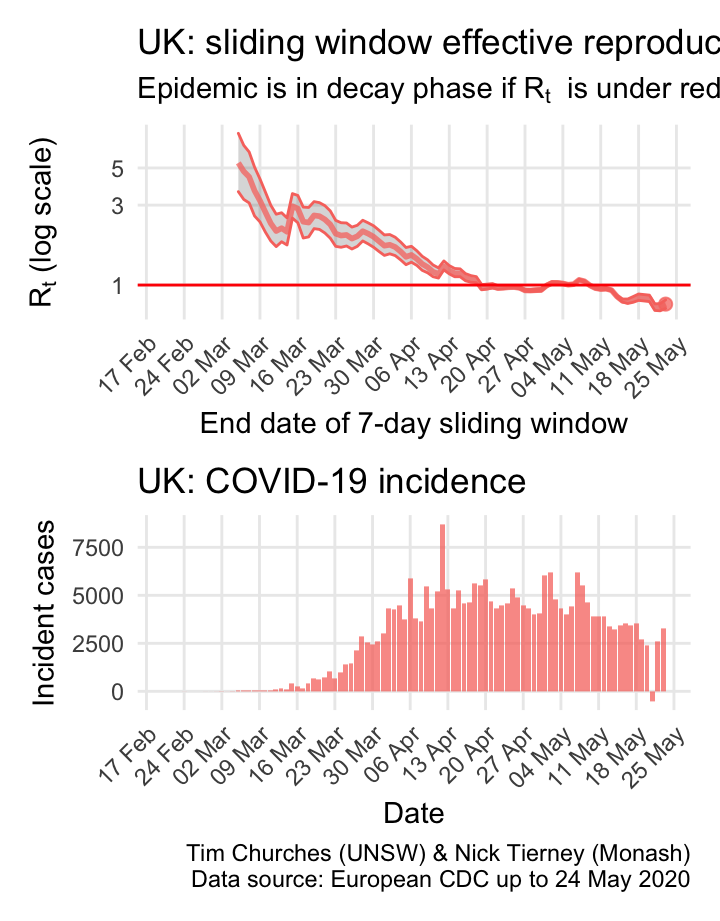 UK: sliding window effective reproduc
Epidemic is in decay phase if Rt is under red
Rt (log scale)
5
3
1
17 Feb
24 Feb
02 Mar
09 Mar
16 Mar
23 Mar
30 Mar
06 Apr
13 Apr
20 Apr
27 Apr
04 May
11 May
18 May
25 May
End date of 7-day sliding window
UK: COVID-19 incidence
Incident cases
7500
5000
2500
0
17 Feb
24 Feb
02 Mar
09 Mar
16 Mar
23 Mar
30 Mar
06 Apr
13 Apr
20 Apr
27 Apr
04 May
11 May
18 May
25 May
Date
Tim Churches (UNSW) & Nick Tierney (Monash)
Data source: European CDC up to 24 May 2020